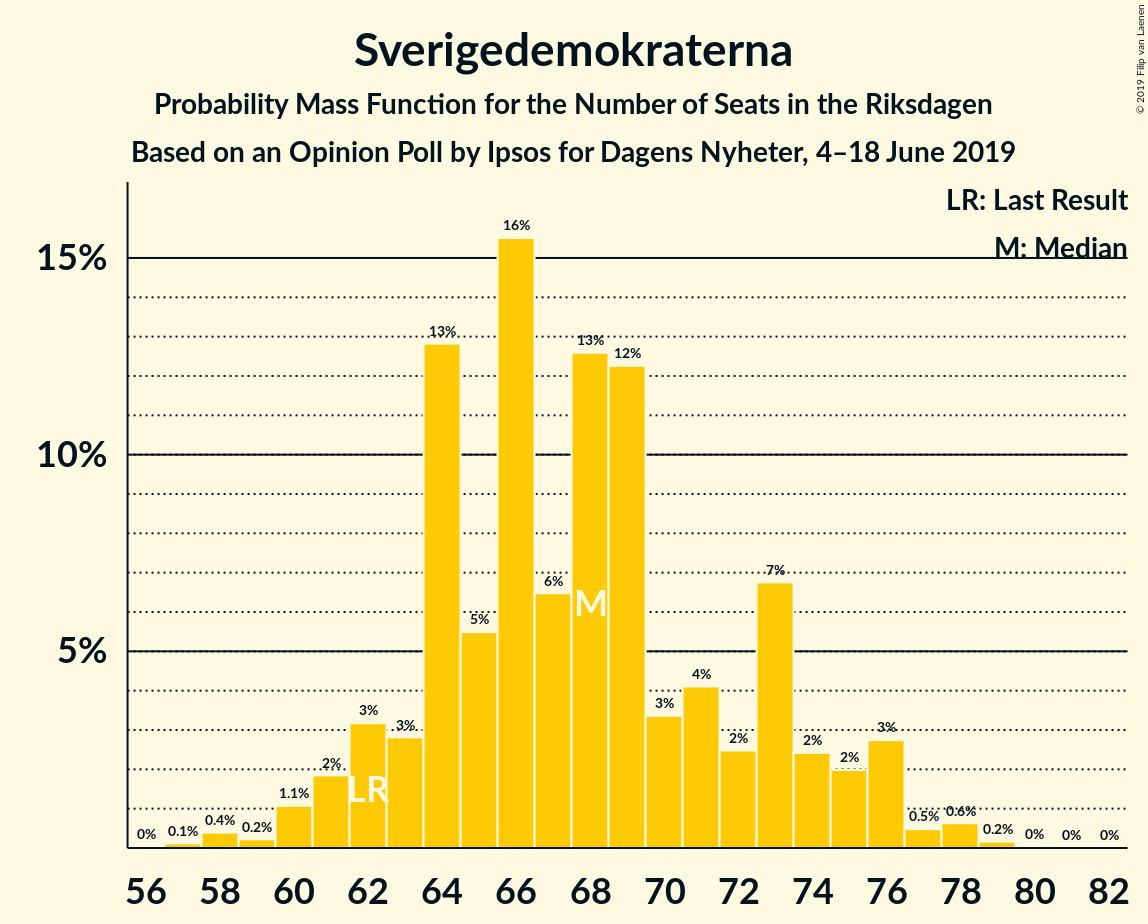 Sverigedemokraterna
Probability Mass Function for the Number of Seats in the Riksdagen
Based on an Opinion Poll by Ipsos for Dagens Nyheter, 4–18 June 2019
© 2019 Filip van Laenen
LR: Last Result
M: Median
15%
10%
5%
0% 0.1% 0.4% 0.2% 1.1% 2% 3% 3% 13% 5% 16% 6% 13% 12% 3% 4% 2% 7% 2% 2% 3% 0.5% 0.6% 0.2% 0% 0% 0%
LR M
56 58 60 62 64 66 68 70 72 74 76 78 80 82